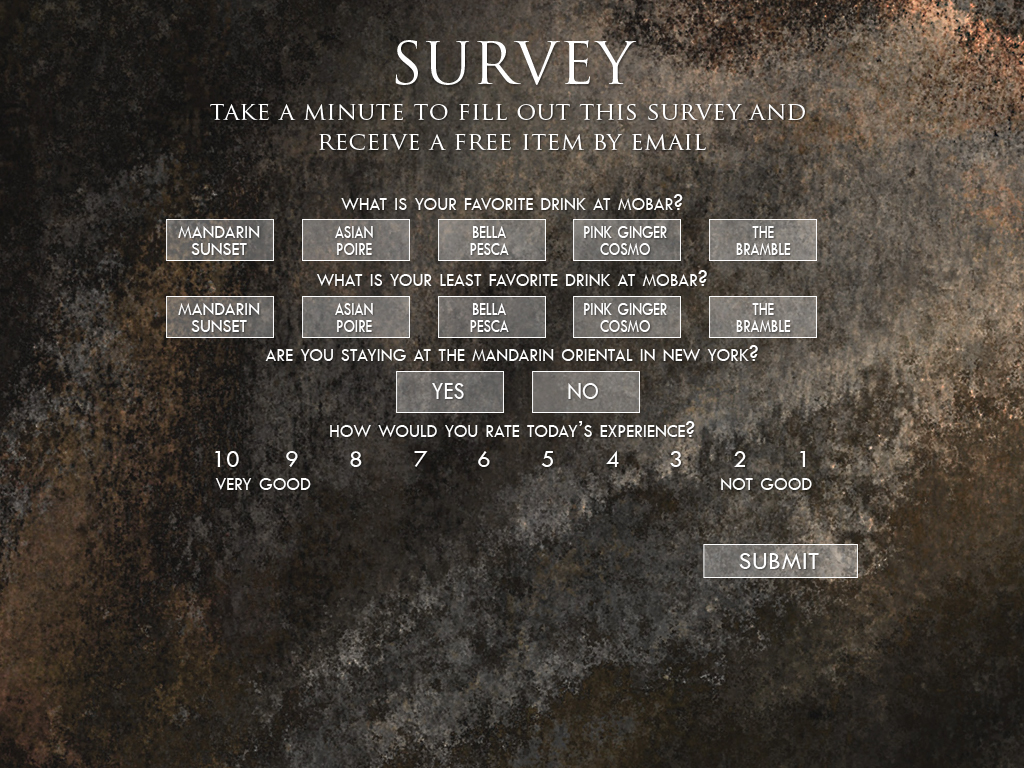 SURVEY
TAKE A MINUTE TO FILL OUT THIS SURVEY AND
RECEIVE A FREE ITEM BY EMAIL
WHAT IS YOUR FAVORITE DRINK AT MOBAR?
MANDARIN SUNSET ASIAN POIRE BELLA PESCA PINK GINGER COSMO THE BRAMBLE
WHAT IS YOUR LEAST FAVORITE DRINK AT MOBAR?
MANDARIN SUNSET ASIAN POIRE BELLA PESCA PINK GINGER COSMO THE BRAMBLE
ARE YOU STAYING AT THE MANDARIN ORIENTAL IN NEW YORK?
YES NO
HOW WOULD YOU RATE TODAY'S EXPERIENCE?
10 9 8 7 6 5 4 3 2 1
VERY GOOD NOT GOOD
SUBMIT